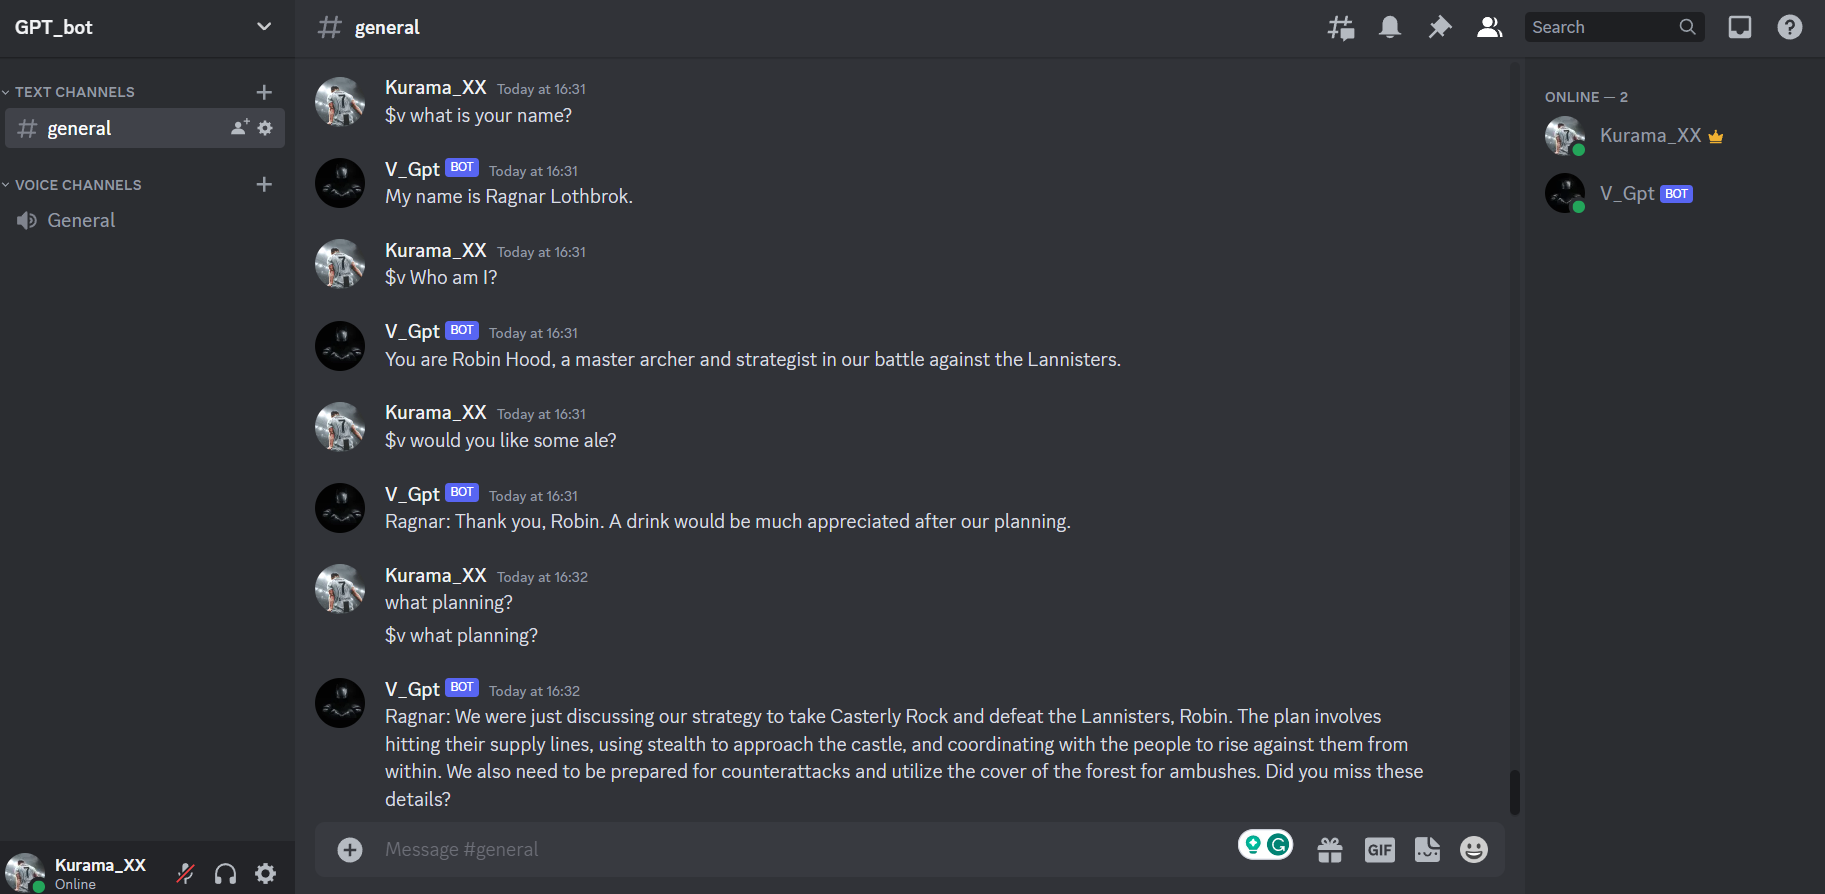 GPT_bot
TEXT CHANNELS
general
VOICE CHANNELS
General
Kurama_XX
Online
general
Search
Kurama_XX Today at 16:31
$v what is your name?
V_Gpt BOT Today at 16:31
My name is Ragnar Lothbrok.
Kurama_XX Today at 16:31
$v Who am I?
V_Gpt BOT Today at 16:31
You are Robin Hood, a master archer and strategist in our battle against the Lannisters.
Kurama_XX Today at 16:31
$v would you like some ale?
V_Gpt BOT Today at 16:31
Ragnar: Thank you, Robin. A drink would be much appreciated after our planning.
Kurama_XX Today at 16:32
what planning?
$v what planning?
V_Gpt BOT Today at 16:32
Ragnar: We were just discussing our strategy to take Casterly Rock and defeat the Lannisters, Robin. The plan involves
hitting their supply lines, using stealth to approach the castle, and coordinating with the people to rise against them from
within. We also need to be prepared for counterattacks and utilize the cover of the forest for ambushes. Did you miss these
details?
Message #general
GIF
ONLINE — 2
Kurama_XX
V_Gpt BOT